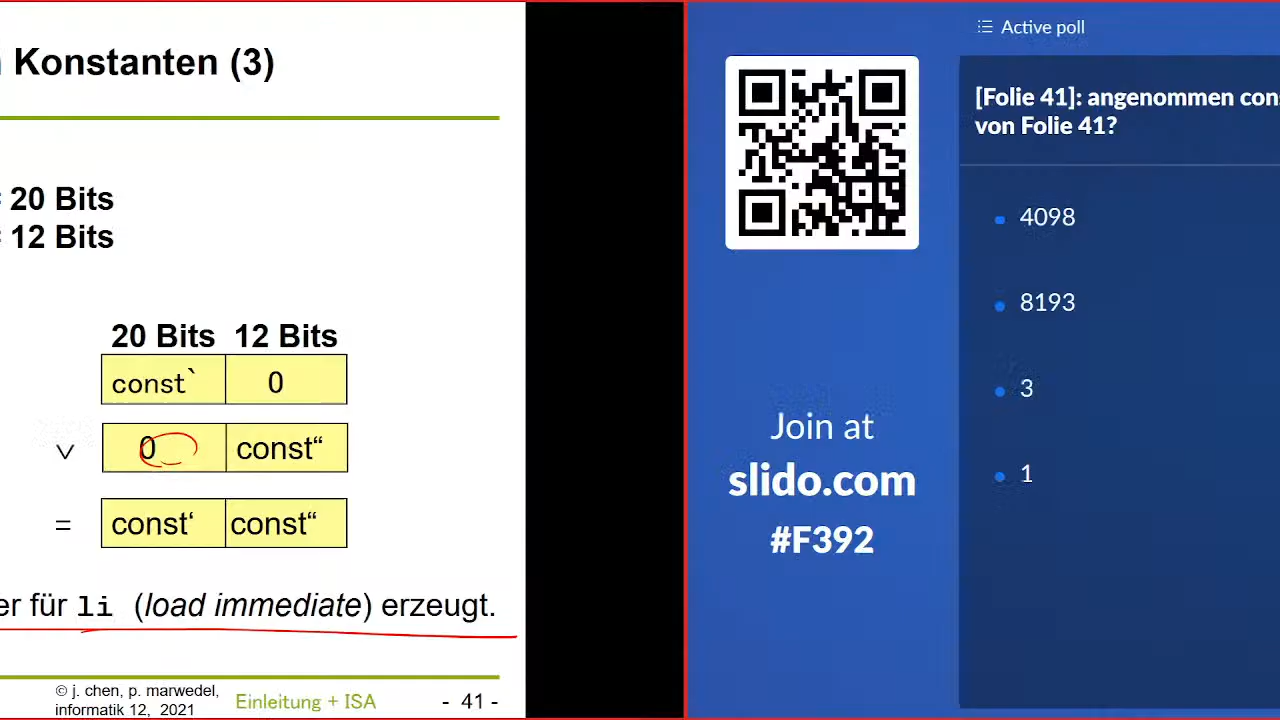 Konstanten (3)
= 20 Bits
= 12 Bits
20 Bits 12 Bits
const` 0
∨ 0 const“
= const‘ const“
er für li (load immediate) erzeugt.
© j. chen, p. marwedel,
informatik 12, 2021
Einleitung + ISA
- 41 -
Join at
slido.com
#F392
Active poll
[Folie 41]: angenommen cons
von Folie 41?
4098
8193
3
1